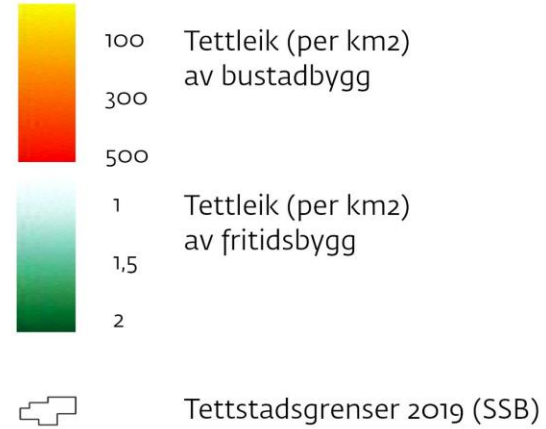 100
Tettleik (per km2)
av bustadbygg
300
500
1
Tettleik (per km2)
av fritidsbygg
1,5
2
Tettstadsgrenser 2019 (SSB)